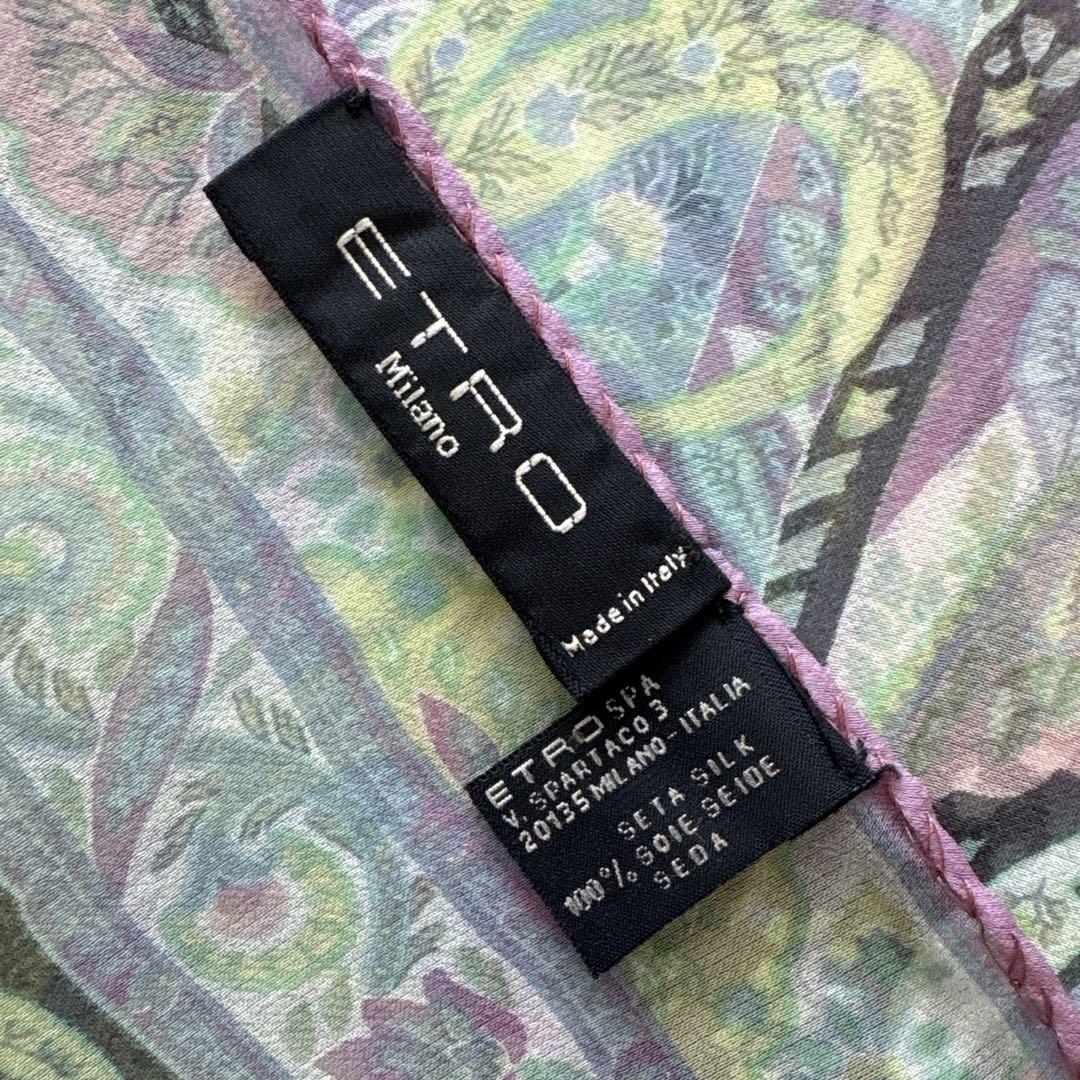 ETRO
Milano
Made in Italy
ETRO SPA
V. SPARTACO 3
20135 MILANO - ITALIA
SETA SILK
100% SOIE SEIDE
SEDA